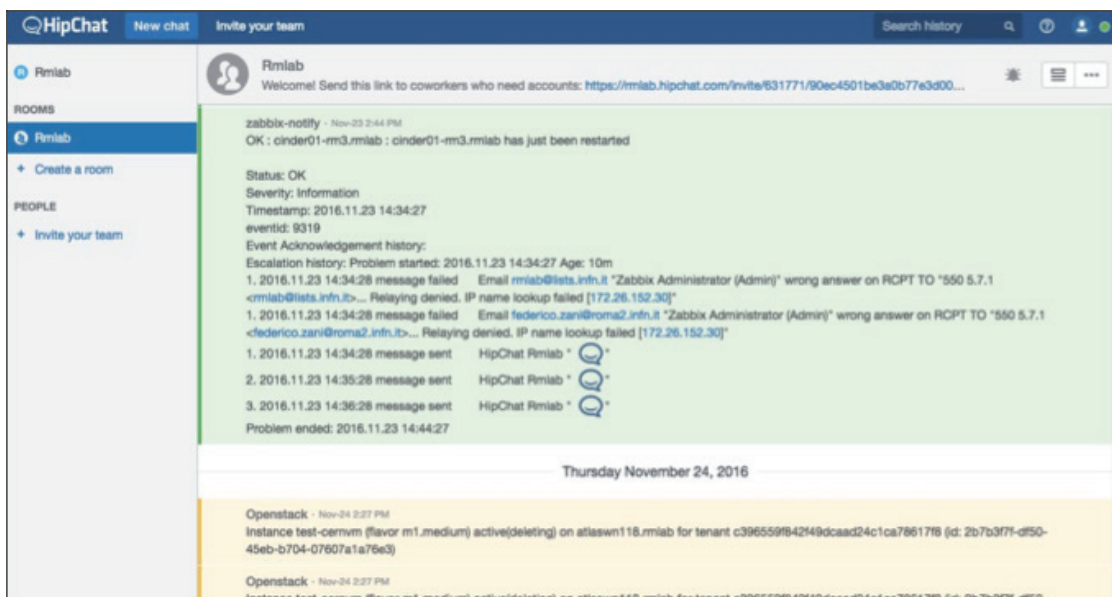 HipChat New chat Invite your team Search history
Rmlab
Rmlab
Welcome! Send this link to coworkers who need accounts: https://rmlab.hipchat.com/invite/631771/90ec4501be3a0b77e3d00...
ROOMS
Rmlab
+ Create a room
PEOPLE
+ Invite your team
zabbix-notify · Nov-23 2:44 PM
OK : cinder01-rm3.rmlab : cinder01-rm3.rmlab has just been restarted
Status: OK
Severity: Information
Timestamp: 2016.11.23 14:34:27
eventid: 9319
Event Acknowledgement history:
Escalation history: Problem started: 2016.11.23 14:34:27 Age: 10m
1. 2016.11.23 14:34:28 message failed Email rmlab@lists.infn.it "Zabbix Administrator (Admin)" wrong answer on RCPT TO "550 5.7.1
<rmlab@lists.infn.it>... Relaying denied. IP name lookup failed [172.26.152.30]"
1. 2016.11.23 14:34:28 message failed Email federico.zani@roma2.infn.it "Zabbix Administrator (Admin)" wrong answer on RCPT TO "550 5.7.1
<federico.zani@roma2.infn.it>... Relaying denied. IP name lookup failed [172.26.152.30]"
1. 2016.11.23 14:34:28 message sent HipChat Rmlab " "
2. 2016.11.23 14:35:28 message sent HipChat Rmlab " "
3. 2016.11.23 14:36:28 message sent HipChat Rmlab " "
Problem ended: 2016.11.23 14:44:27
Thursday November 24, 2016
Openstack · Nov-24 2:27 PM
Instance test-cernvm (flavor m1.medium) active(deleting) on atlaswn118.rmlab for tenant c396559f842f49dcaad24c1ca78617f8 (id: 2b7b3f7f-df50-
45eb-b704-07607a1a76e3)
Openstack · Nov-24 2:27 PM